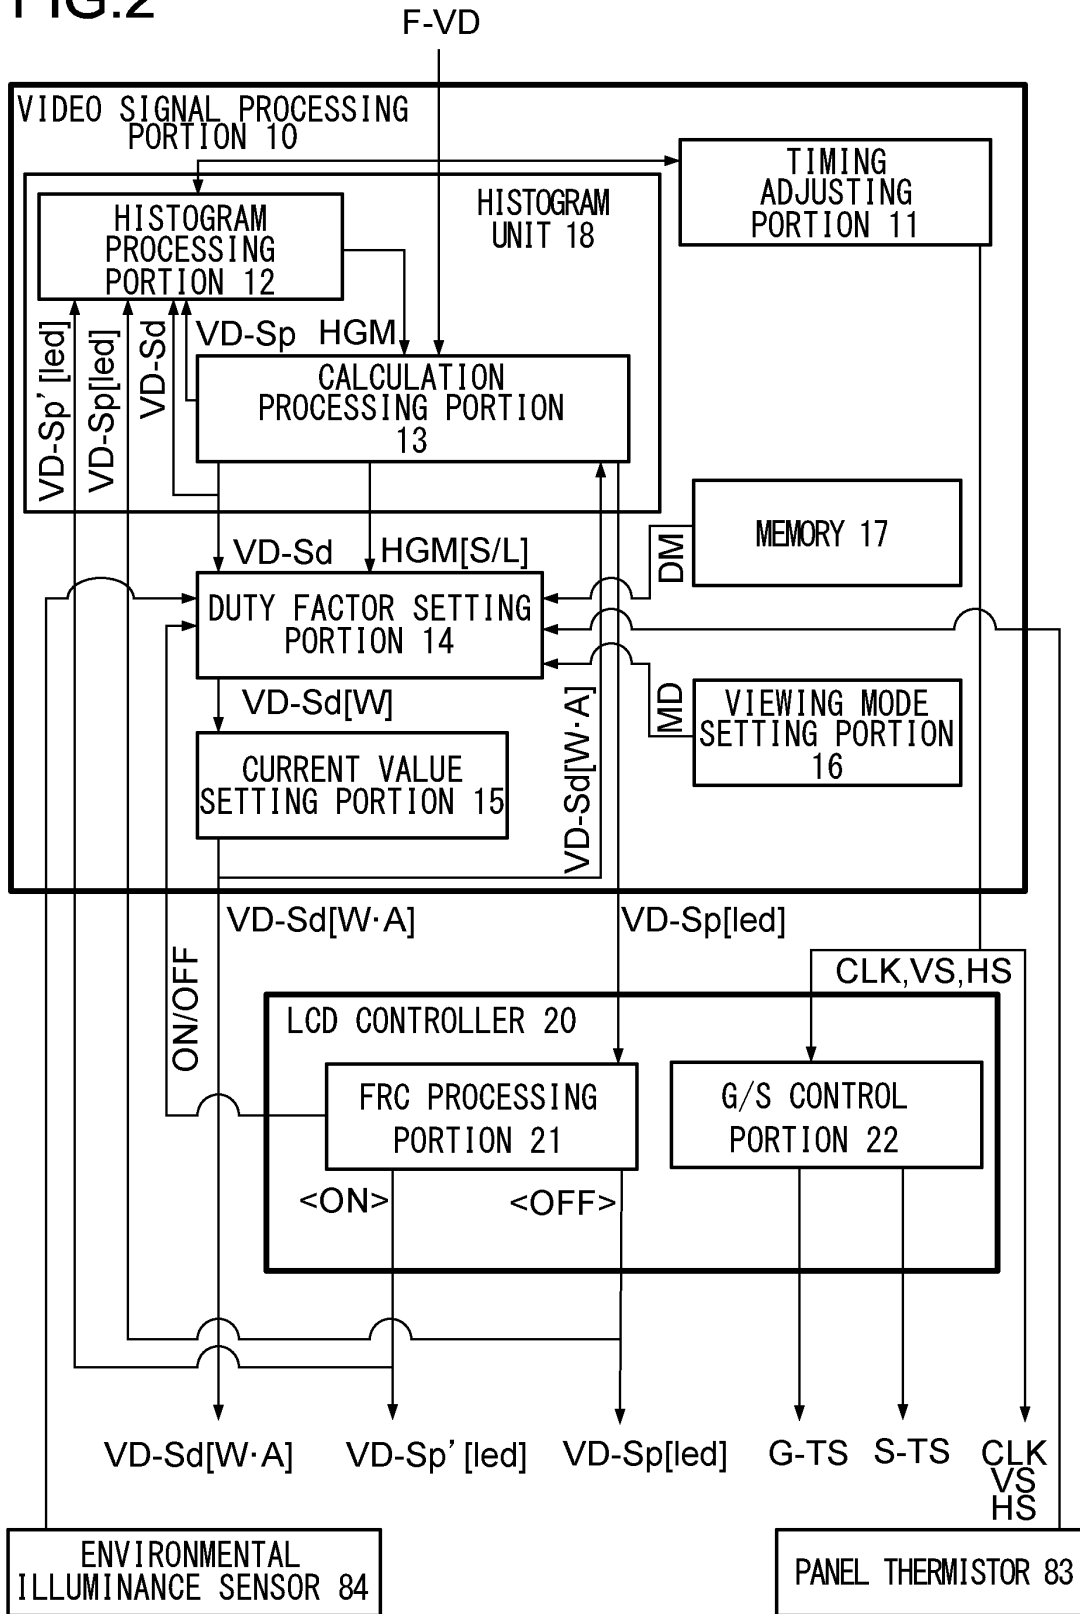 FIG.2
F-VD
VIDEO SIGNAL PROCESSING
PORTION 10
TIMING
ADJUSTING
PORTION 11
HISTOGRAM
UNIT 18
HISTOGRAM
PROCESSING
PORTION 12
VD-Sp' [led]
VD-Sp[led]
VD-Sd
VD-Sp
HGM
CALCULATION
PROCESSING PORTION
13
MEMORY 17
DM
VD-Sd
HGM[S/L]
DUTY FACTOR SETTING
PORTION 14
VD-Sd[W]
MD
VIEWING MODE
SETTING PORTION
16
CURRENT VALUE
SETTING PORTION 15
VD-Sd[W·A]
VD-Sd[W·A]
VD-Sp[led]
ON/OFF
CLK,VS,HS
LCD CONTROLLER 20
FRC PROCESSING
PORTION 21
G/S CONTROL
PORTION 22
<ON>
<OFF>
VD-Sd[W·A]
VD-Sp' [led]
VD-Sp[led]
G-TS
S-TS
CLK
VS
HS
ENVIRONMENTAL
ILLUMINANCE SENSOR 84
PANEL THERMISTOR 83